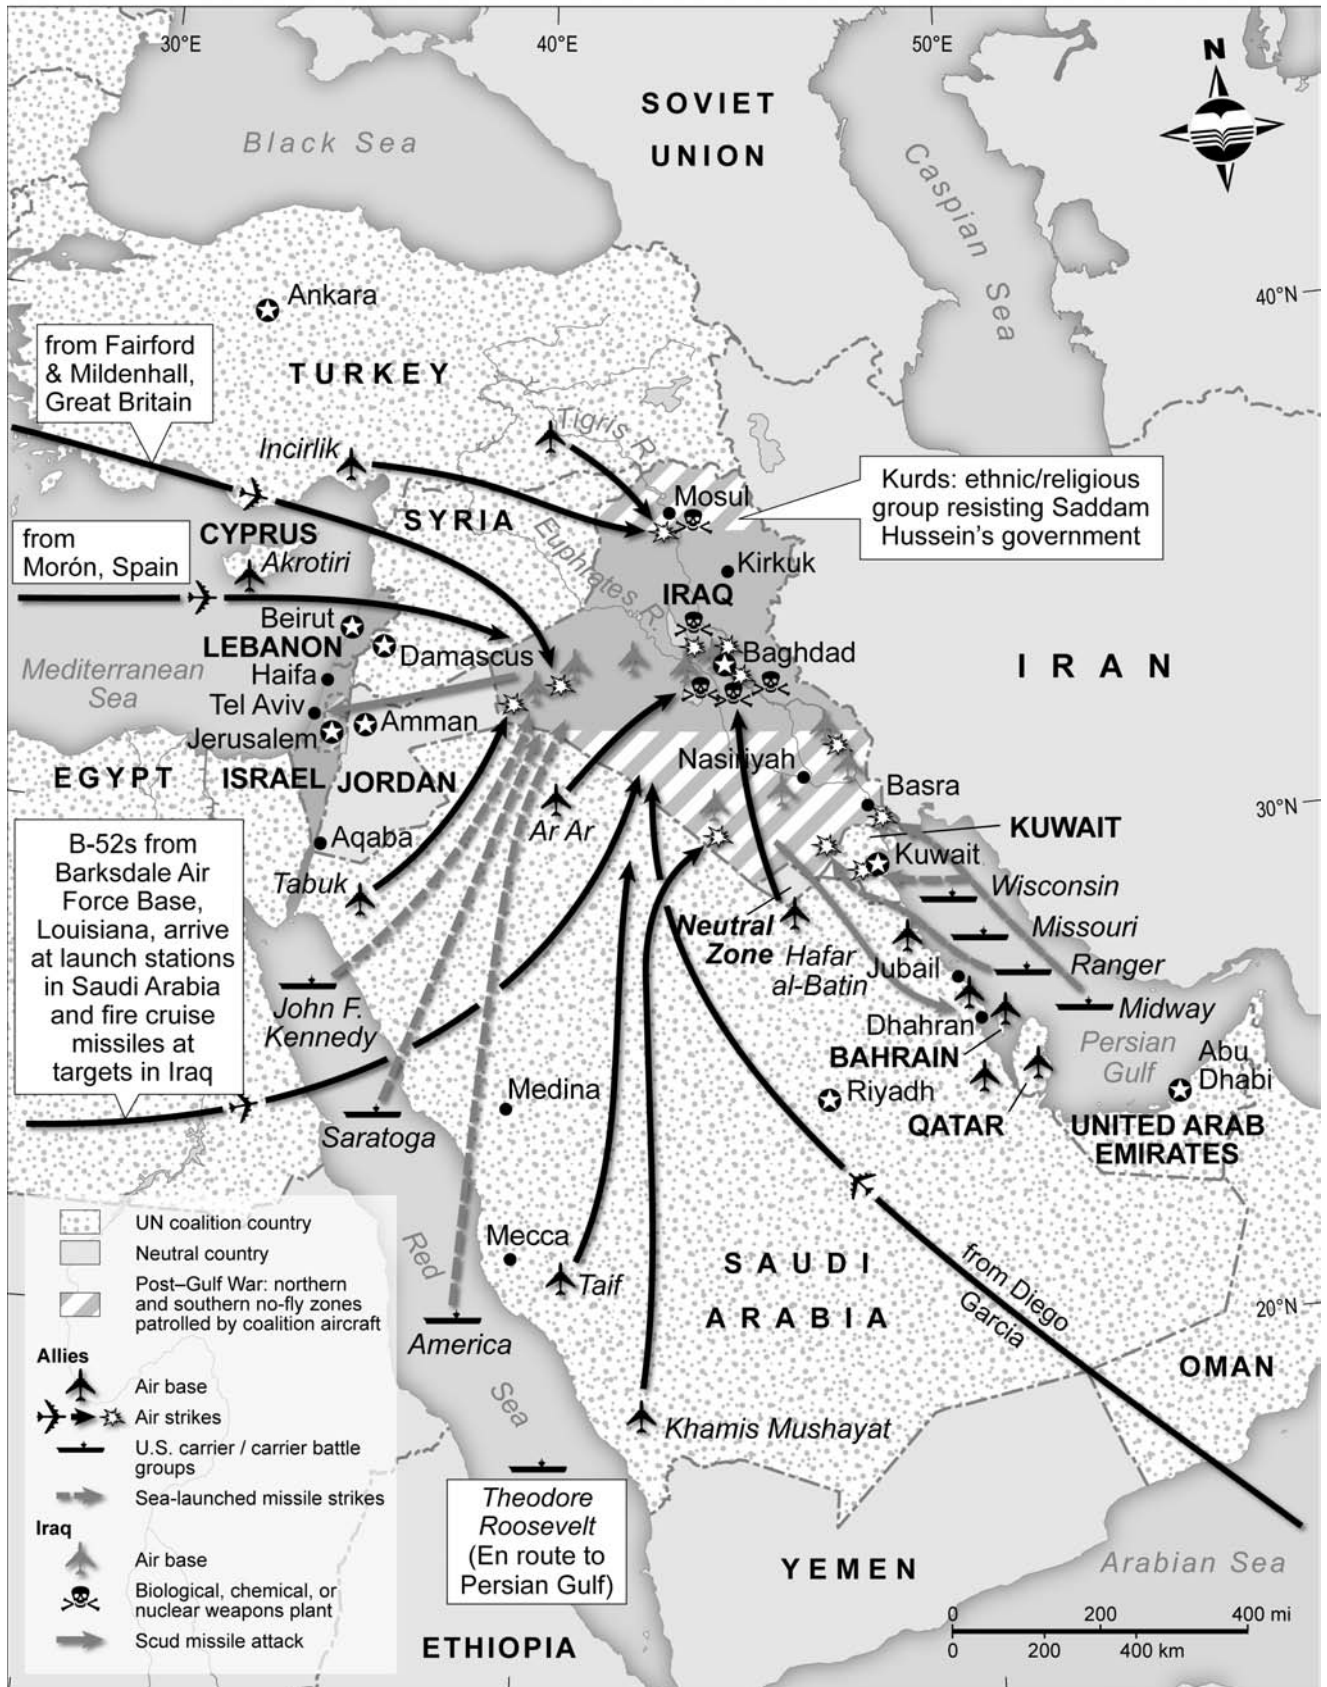 30°E
40°E
50°E
N
SOVIET
UNION
Black Sea
Caspian Sea
40°N
Ankara
from Fairford
& Mildenhall,
Great Britain
TURKEY
Tigris R.
Incirlik
Mosul
Kurds: ethnic/religious
group resisting Saddam
Hussein's government
SYRIA
CYPRUS
from
Morón, Spain
Akrotiri
Euphrates R.
Kirkuk
IRAQ
Beirut
LEBANON
Damascus
Baghdad
IRAN
Mediterranean
Sea
Haifa
Tel Aviv
Jerusalem
Amman
EGYPT
ISRAEL
JORDAN
Nasiriyah
Basra
30°N
Ar Ar
KUWAIT
Kuwait
B-52s from
Barksdale Air
Force Base,
Louisiana, arrive
at launch stations
in Saudi Arabia
and fire cruise
missiles at
targets in Iraq
Aqaba
Tabuk
Wisconsin
Neutral
Zone
Hafar
al-Batin
Missouri
Jubail
Ranger
John F.
Kennedy
Midway
Dhahran
BAHRAIN
Persian
Gulf
Abu
Dhabi
Medina
Riyadh
QATAR
UNITED ARAB
EMIRATES
Saratoga
UN coalition country
Neutral country
Post–Gulf War: northern
and southern no-fly zones
patrolled by coalition aircraft
Allies
Air base
Air strikes
U.S. carrier / carrier battle
groups
Sea-launched missile strikes
Iraq
Air base
Biological, chemical, or
nuclear weapons plant
Scud missile attack
Red Sea
Mecca
Taif
SAUDI
ARABIA
from Diego
Garcia
20°N
America
OMAN
Khamis Mushayat
Theodore
Roosevelt
(En route to
Persian Gulf)
YEMEN
Arabian Sea
ETHIOPIA
0 200 400 mi
0 200 400 km